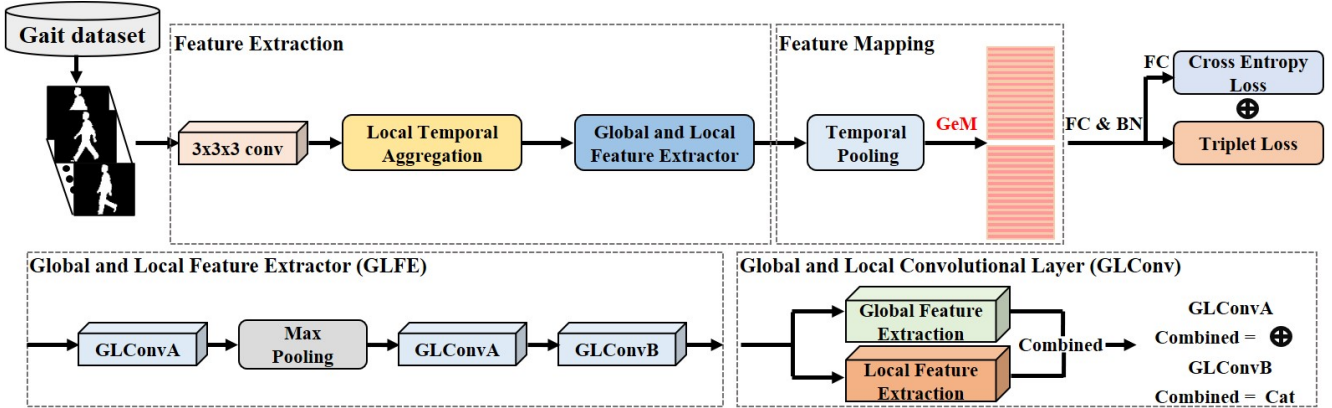 Gait dataset
Feature Extraction
3x3x3 conv
Local Temporal
Aggregation
Global and Local
Feature Extractor
Feature Mapping
Temporal
Pooling
GeM
FC & BN
FC
Cross Entropy
Loss
Triplet Loss
Global and Local Feature Extractor (GLFE)
GLConvA
Max
Pooling
GLConvA
GLConvB
Global and Local Convolutional Layer (GLConv)
Global Feature
Extraction
Local Feature
Extraction
Combined
GLConvA
Combined = ⊕
GLConvB
Combined = Cat